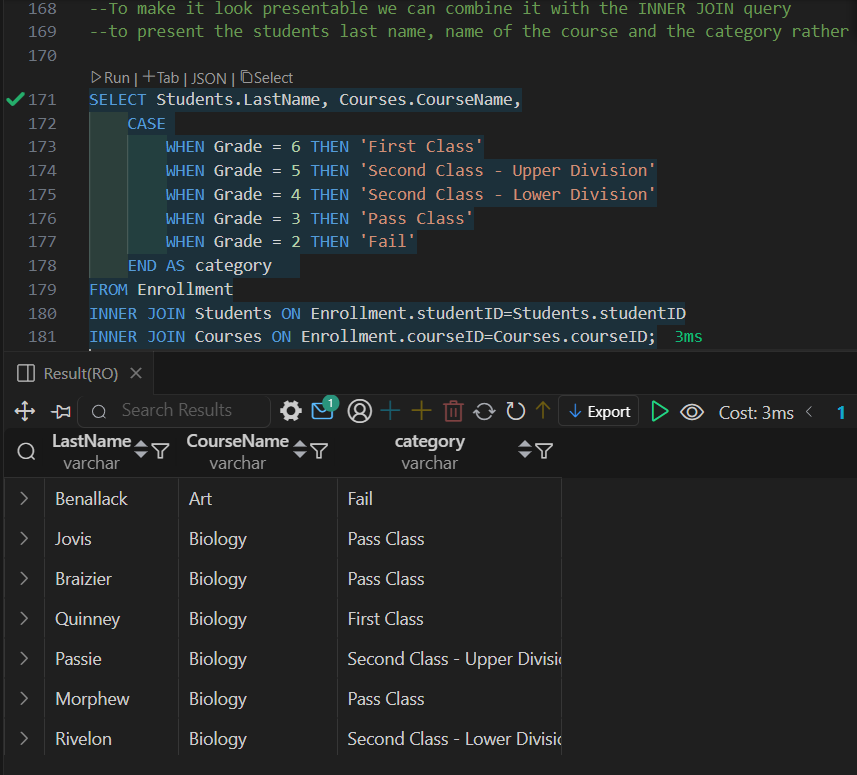 168 --To make it look presentable we can combine it with the INNER JOIN query
169 --to present the students last name, name of the course and the category rather
170
Run | Tab | JSON | Select
171 SELECT Students.LastName, Courses.CourseName,
172 CASE
173 WHEN Grade = 6 THEN 'First Class'
174 WHEN Grade = 5 THEN 'Second Class - Upper Division'
175 WHEN Grade = 4 THEN 'Second Class - Lower Division'
176 WHEN Grade = 3 THEN 'Pass Class'
177 WHEN Grade = 2 THEN 'Fail'
178 END AS category
179 FROM Enrollment
180 INNER JOIN Students ON Enrollment.studentID=Students.studentID
181 INNER JOIN Courses ON Enrollment.courseID=Courses.courseID; 3ms
Result(RO)
Search Results 1 Export Cost: 3ms 1
LastName CourseName category
varchar varchar varchar
Benallack Art Fail
Jovis Biology Pass Class
Braizier Biology Pass Class
Quinney Biology First Class
Passie Biology Second Class - Upper Divisi
Morphew Biology Pass Class
Rivelon Biology Second Class - Lower Divisi